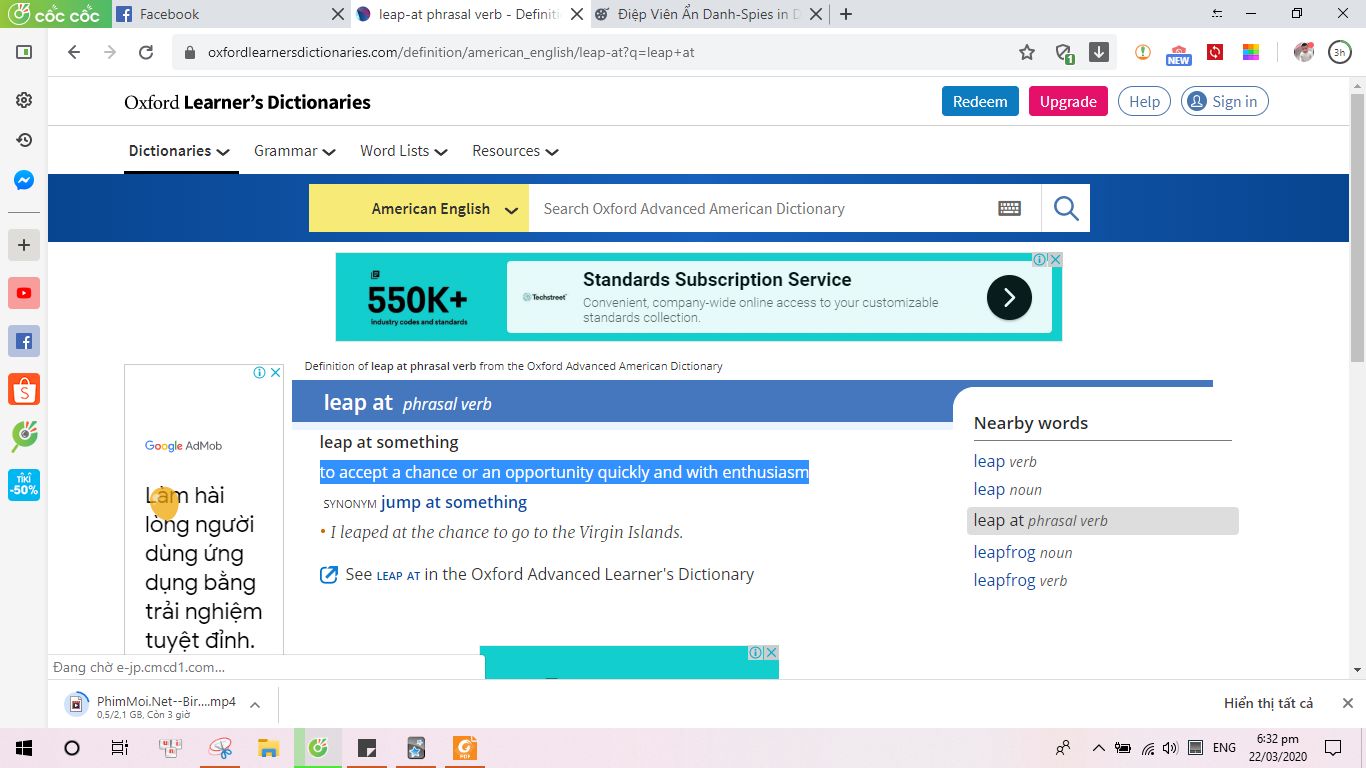 cốc cốc
Facebook
leap-at phrasal verb - Definiti
Điệp Viên Ẩn Danh-Spies in D
oxfordlearnersdictionaries.com/definition/american_english/leap-at?q=leap+at
1
NEW
3h
Oxford Learner's Dictionaries
Redeem
Upgrade
Help
Sign in
Dictionaries
Grammar
Word Lists
Resources
American English
Search Oxford Advanced American Dictionary
550K+
industry codes and standards
Techstreet
Standards Subscription Service
Convenient, company-wide online access to your customizable
standards collection.
Definition of leap at phrasal verb from the Oxford Advanced American Dictionary
leap at phrasal verb
leap at something
to accept a chance or an opportunity quickly and with enthusiasm
SYNONYM jump at something
• I leaped at the chance to go to the Virgin Islands.
See LEAP AT in the Oxford Advanced Learner's Dictionary
Nearby words
leap verb
leap noun
leap at phrasal verb
leapfrog noun
leapfrog verb
Google AdMob
Làm hài
lòng người
dùng ứng
dụng bằng
trải nghiệm
tuyệt đỉnh.
TIKI
-50%
Đang chờ e-jp.cmcd1.com...
PhimMoi.Net--Bir....mp4
0,5/2,1 GB, Còn 3 giờ
Hiển thị tất cả
PDF
ENG
6:32 pm
22/03/2020